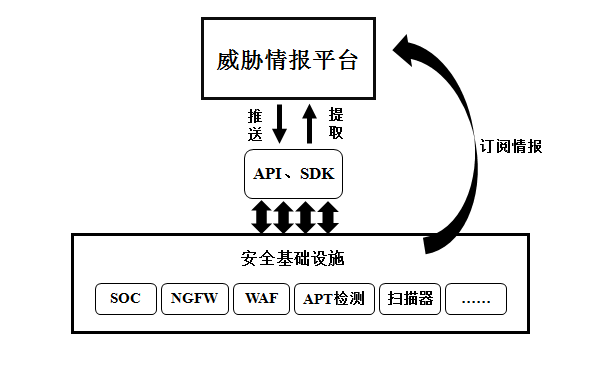 威胁情报平台
推送
提取
订阅情报
API、SDK
安全基础设施
SOC
NGFW
WAF
APT检测
扫描器
……